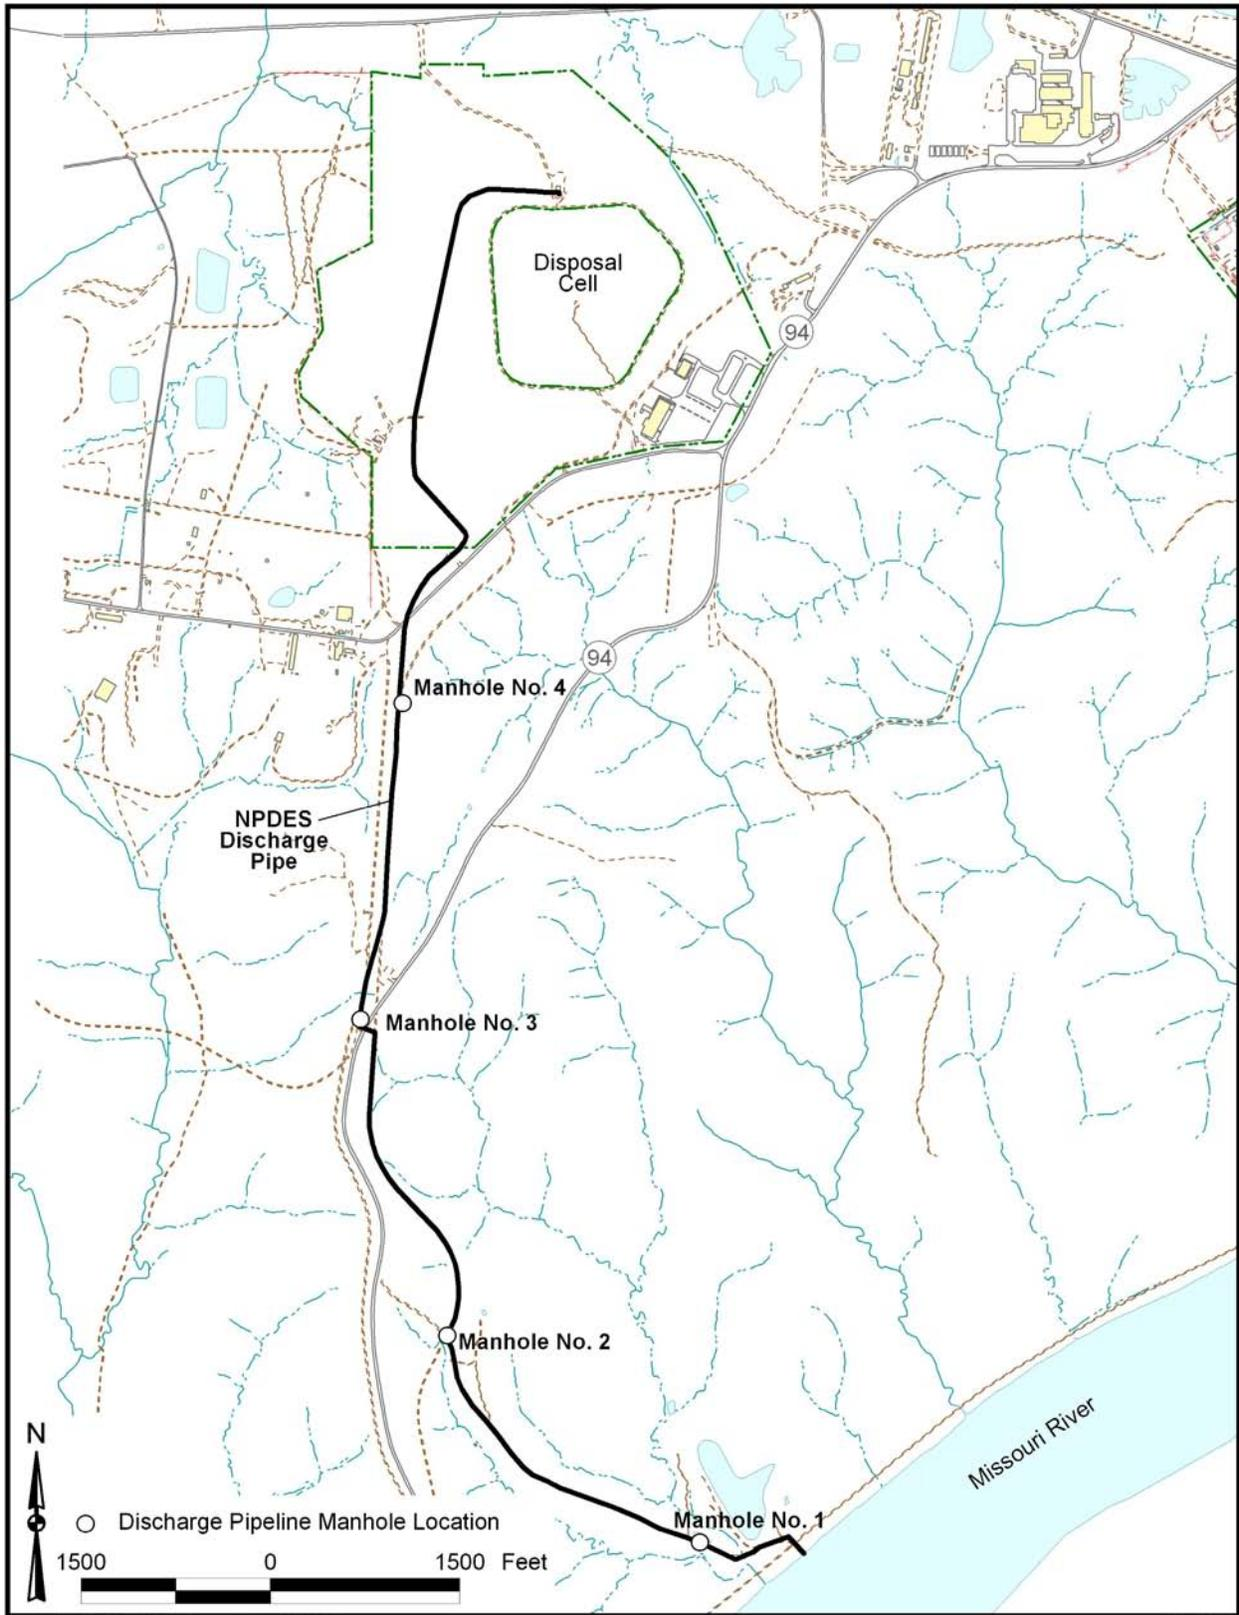 Disposal
Cell
94
94
Manhole No. 4
NPDES
Discharge
Pipe
Manhole No. 3
Manhole No. 2
Missouri River
N
Manhole No. 1
Discharge Pipeline Manhole Location
1500 0 1500 Feet